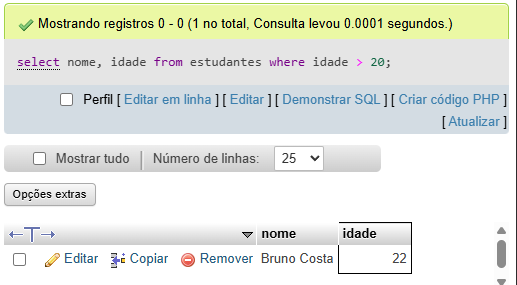 Mostrando registros 0 - 0 (1 no total, Consulta levou 0.0001 segundos.)
select nome, idade from estudantes where idade > 20;
Perfil [ Editar em linha ] [ Editar ] [ Demonstrar SQL ] [ Criar código PHP ]
[ Atualizar ]
Mostrar tudo Número de linhas: 25
Opções extras
nome idade
Editar Copiar Remover Bruno Costa 22